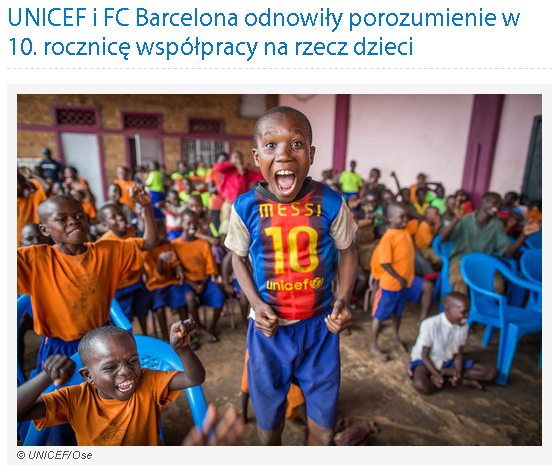 UNICEF i FC Barcelona odnowiły porozumienie w
10. rocznicę współpracy na rzecz dzieci
MESSI
10
unicef
© UNICEF/Ose